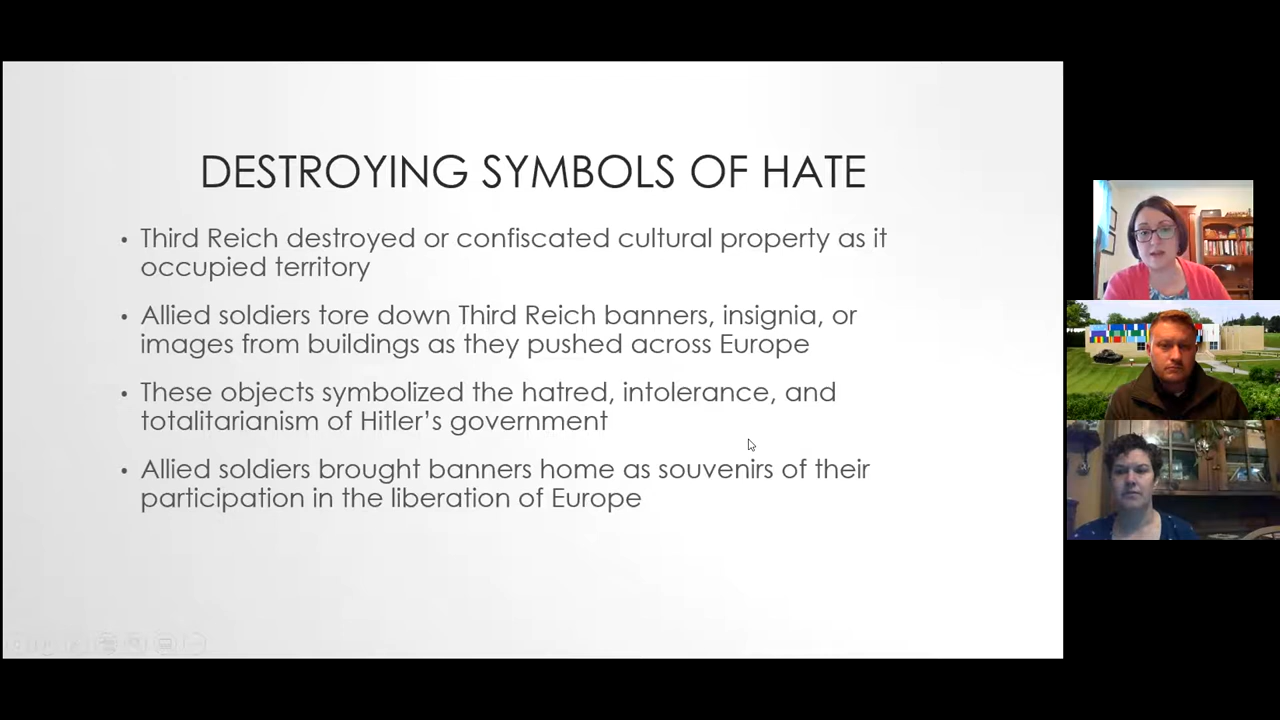 DESTROYING SYMBOLS OF HATE
• Third Reich destroyed or confiscated cultural property as it
occupied territory
• Allied soldiers tore down Third Reich banners, insignia, or
images from buildings as they pushed across Europe
• These objects symbolized the hatred, intolerance, and
totalitarianism of Hitler’s government
• Allied soldiers brought banners home as souvenirs of their
participation in the liberation of Europe